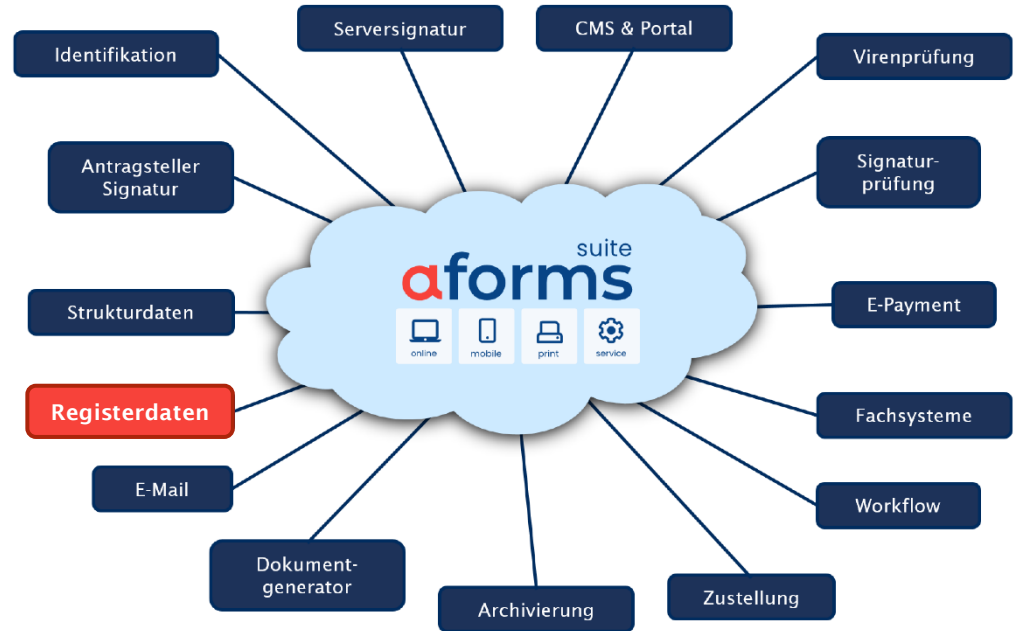 Serversignatur
CMS & Portal
Identifikation
Virenprüfung
Antragsteller
Signatur
Signatur-
prüfung
suite
aforms
online
mobile
print
service
Strukturdaten
E-Payment
Registerdaten
Fachsysteme
E-Mail
Workflow
Dokument-
generator
Archivierung
Zustellung